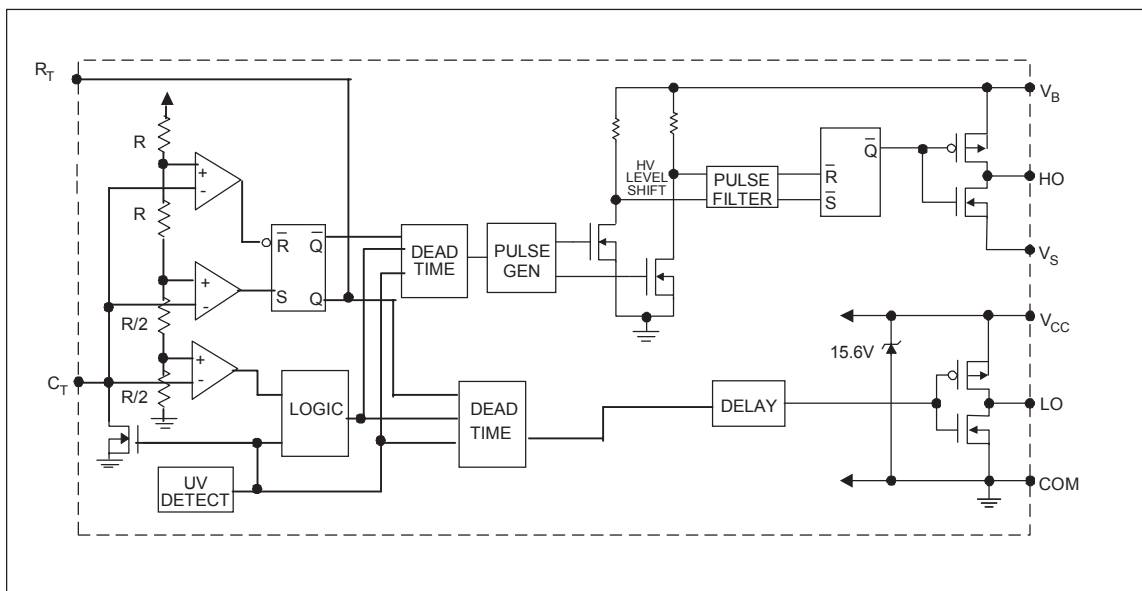 R_T
V_B
R
+
-
HV
LEVEL
SHIFT
PULSE
FILTER
R̅
S̅
Q̅
HO
R
R̅
Q̅
DEAD
TIME
PULSE
GEN
V_S
+
-
S
Q
R/2
V_CC
15.6V
+
-
C_T
R/2
LOGIC
DEAD
TIME
DELAY
LO
UV
DETECT
COM